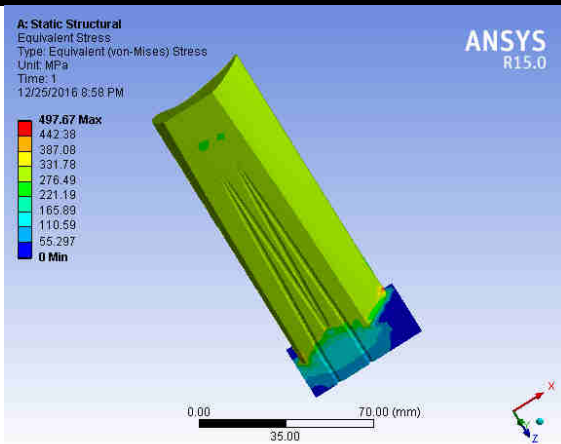 A: Static Structural
Equivalent Stress
Type: Equivalent (von-Mises) Stress
Unit: MPa
Time: 1
12/25/2016 8:58 PM
ANSYS
R15.0
497.67 Max
442.38
387.08
331.78
276.49
221.19
165.89
110.59
55.297
0 Min
0.00
70.00 (mm)
35.00
X
Y
Z